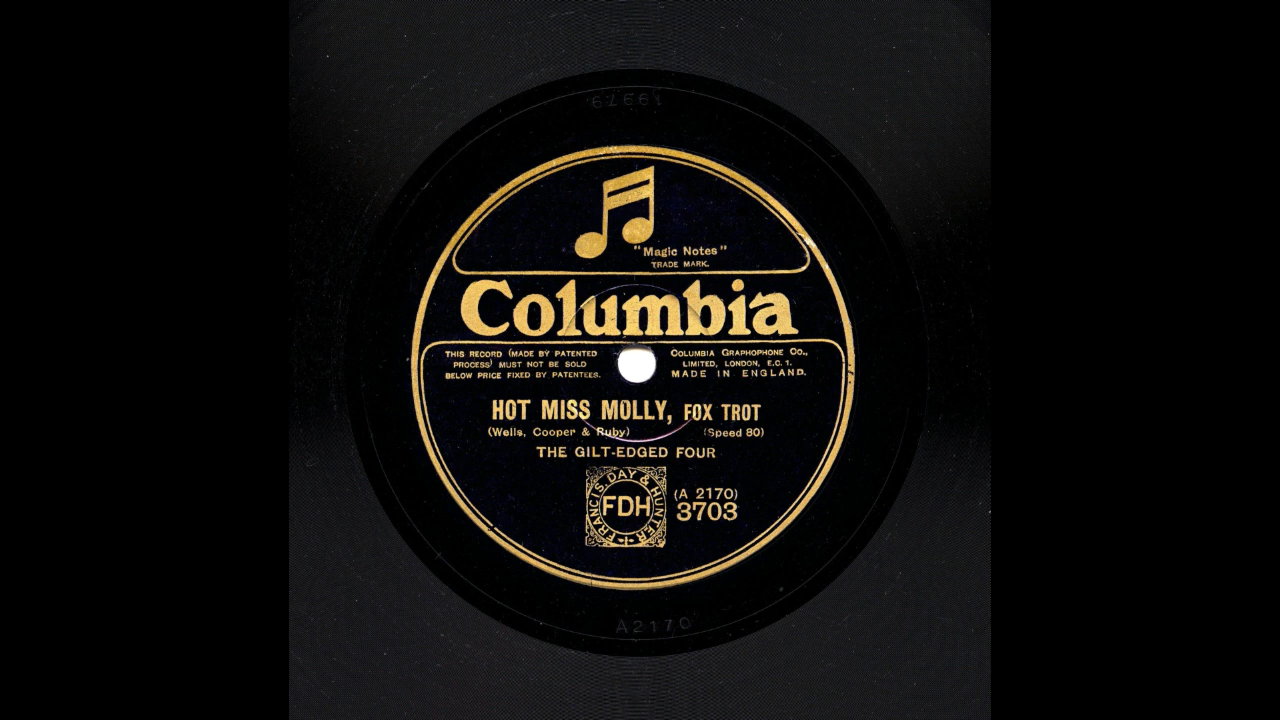 "Magic Notes"
TRADE MARK.
Columbia
THIS RECORD (MADE BY PATENTED
PROCESS) MUST NOT BE SOLD
BELOW PRICE FIXED BY PATENTEES.
COLUMBIA GRAPHOPHONE CO.,
LIMITED, LONDON, E.C. 1.
MADE IN ENGLAND.
HOT MISS MOLLY, FOX TROT
(Wells, Cooper & Ruby) (Speed 80)
THE GILT-EDGED FOUR
FRANCIS, DAY & HUNTER
FDH
(A 2170)
3703
A2170